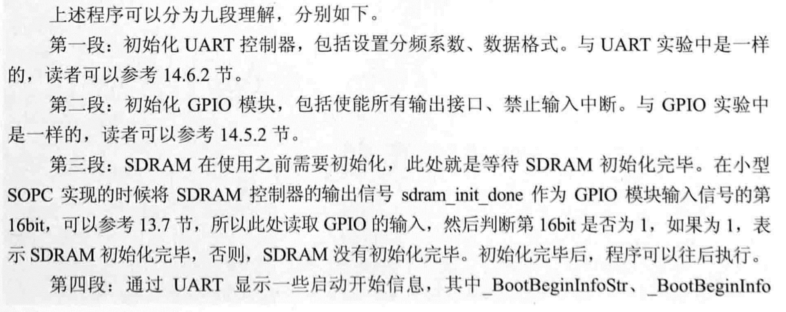 上述程序可以分为九段理解，分别如下。
第一段：初始化 UART 控制器，包括设置分频系数、数据格式。与 UART 实验中是一样
的，读者可以参考 14.6.2 节。
第二段：初始化 GPIO 模块，包括使能所有输出接口、禁止输入中断。与 GPIO 实验中
是一样的，读者可以参考 14.5.2 节。
第三段：SDRAM 在使用之前需要初始化，此处就是等待 SDRAM 初始化完毕。在小型
SOPC 实现的时候将 SDRAM 控制器的输出信号 sdram_init_done 作为 GPIO 模块输入信号的第
16bit，可以参考 13.7 节，所以此处读取 GPIO 的输入，然后判断第 16bit 是否为 1，如果为 1，表
示 SDRAM 初始化完毕，否则，SDRAM 没有初始化完毕。初始化完毕后，程序可以往后执行。
第四段：通过 UART 显示一些启动开始信息，其中_BootBeginInfoStr、_BootBeginInfo